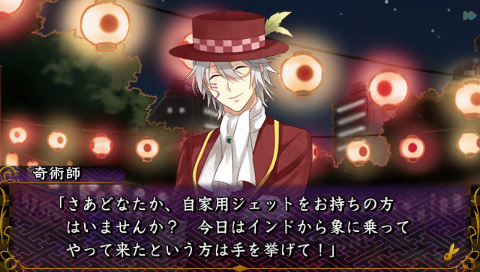 奇術師
「さあどなたか、自家用ジェットをお持ちの方
はいませんか？　今日はインドから象に乗って
やって来たという方は手を挙げて！」